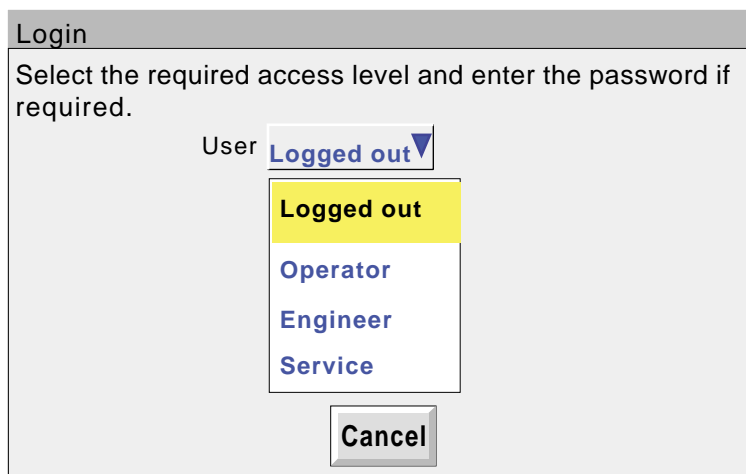 Login
Select the required access level and enter the password if
required.
User Logged out
Logged out
Operator
Engineer
Service
Cancel